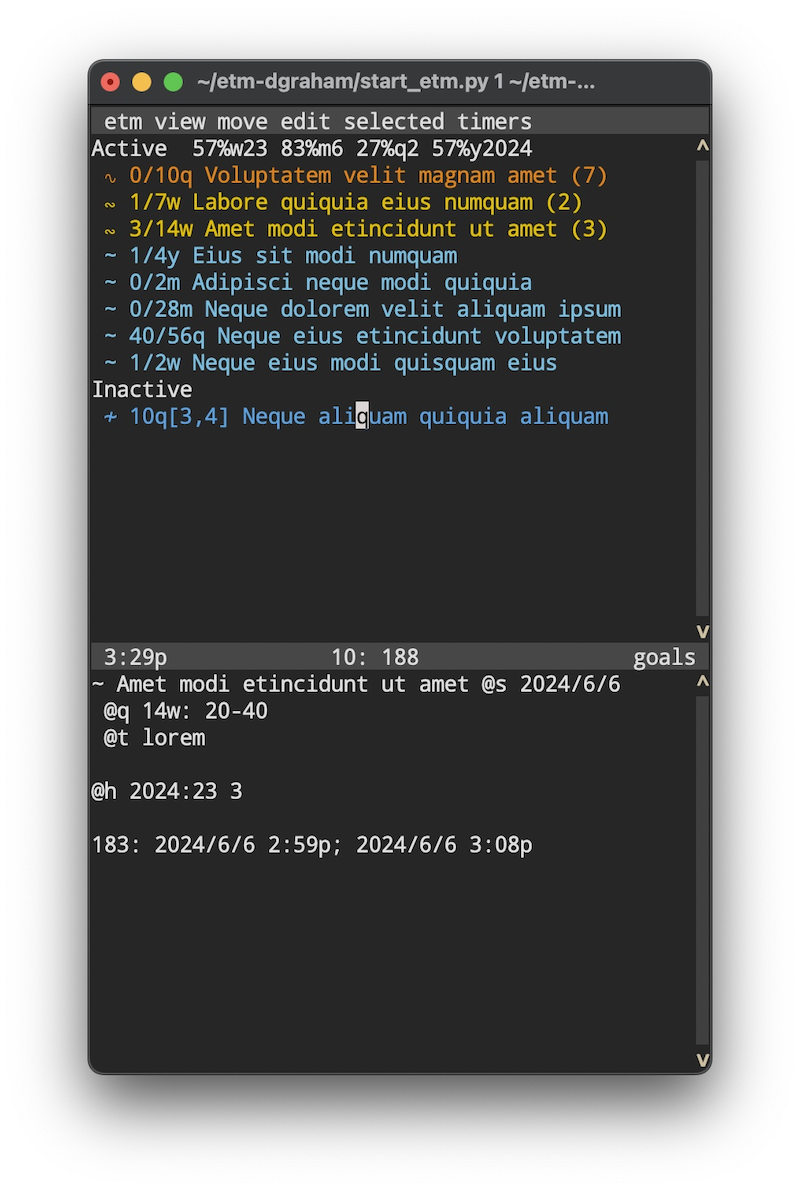 ~/etm-dgraham/start_etm.py 1 ~/etm-...
etm view move edit selected timers
Active  57%w23 83%m6 27%q2 57%y2024
∿ 0/10q Voluptatem velit magnam amet (7)
∾ 1/7w Labore quiquia eius numquam (2)
∾ 3/14w Amet modi etincidunt ut amet (3)
~ 1/4y Eius sit modi numquam
~ 0/2m Adipisci neque modi quiquia
~ 0/28m Neque dolorem velit aliquam ipsum
~ 40/56q Neque eius etincidunt voluptatem
~ 1/2w Neque eius modi quisquam eius
Inactive
≁ 10q[3,4] Neque aliquam quiquia aliquam
3:29p 10: 188 goals
~ Amet modi etincidunt ut amet @s 2024/6/6
@q 14w: 20-40
@t lorem
@h 2024:23 3
183: 2024/6/6 2:59p; 2024/6/6 3:08p